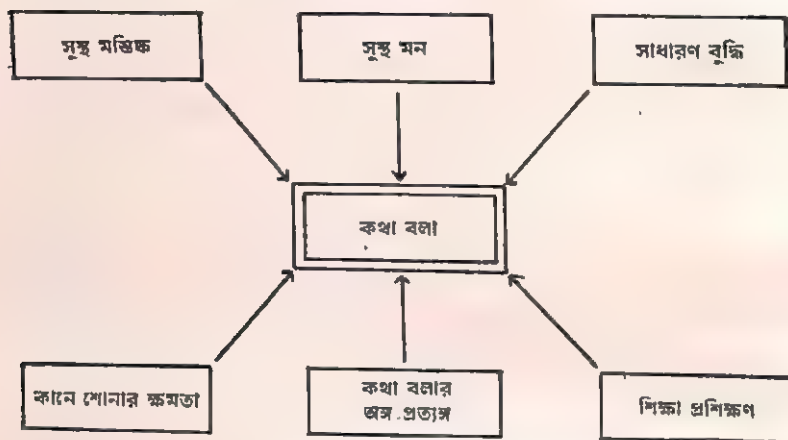 সুস্থ মস্তিষ্ক
সুস্থ মন
সাধারণ বুদ্ধি
কথা বলা
কানে শোনার ক্ষমতা
কথা বলার
অঙ্গ প্রত্যঙ্গ
শিক্ষা প্রশিক্ষণ